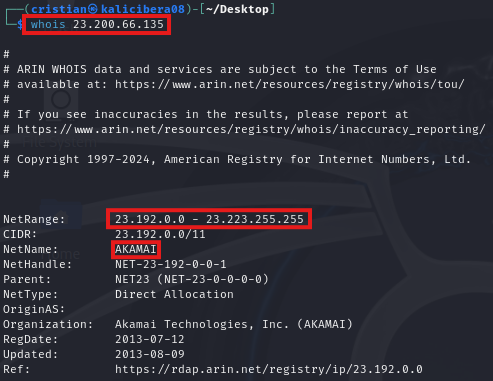 (cristian㉿kalicibera08)-[~/Desktop]
$ whois 23.200.66.135
#
# ARIN WHOIS data and services are subject to the Terms of Use
# available at: https://www.arin.net/resources/registry/whois/tou/
#
# If you see inaccuracies in the results, please report at
# https://www.arin.net/resources/registry/whois/inaccuracy_reporting/
#
# Copyright 1997-2024, American Registry for Internet Numbers, Ltd.
#
NetRange: 23.192.0.0 - 23.223.255.255
CIDR: 23.192.0.0/11
NetName: AKAMAI
NetHandle: NET-23-192-0-0-1
Parent: NET23 (NET-23-0-0-0-0)
NetType: Direct Allocation
OriginAS:
Organization: Akamai Technologies, Inc. (AKAMAI)
RegDate: 2013-07-12
Updated: 2013-08-09
Ref: https://rdap.arin.net/registry/ip/23.192.0.0